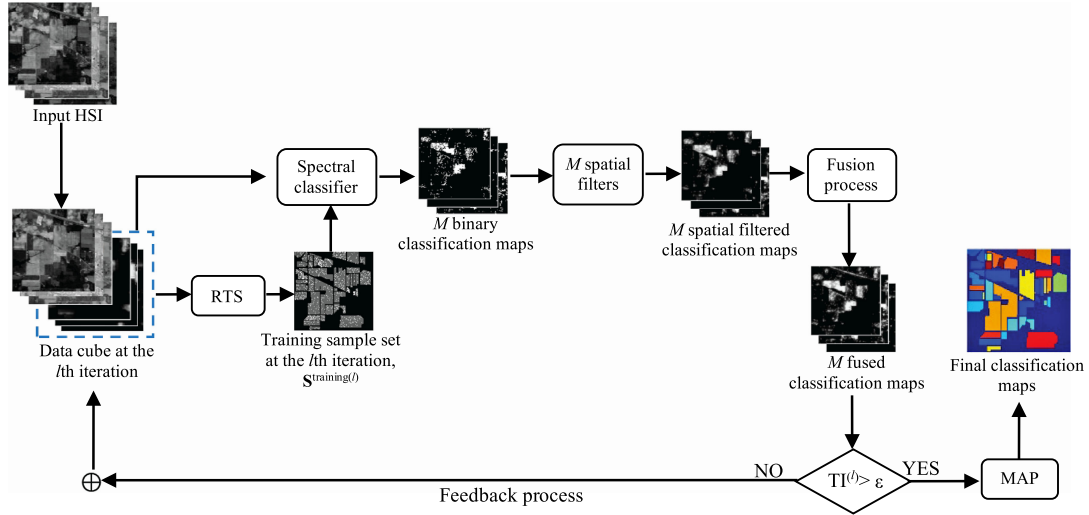 Input HSI
Data cube at the
lth iteration
RTS
Training sample set
at the lth iteration,
S^training(l)
Spectral
classifier
M binary
classification maps
M spatial
filters
M spatial filtered
classification maps
Fusion
process
M fused
classification maps
TI^(l)> ε
NO
YES
Feedback process
MAP
Final classification
maps